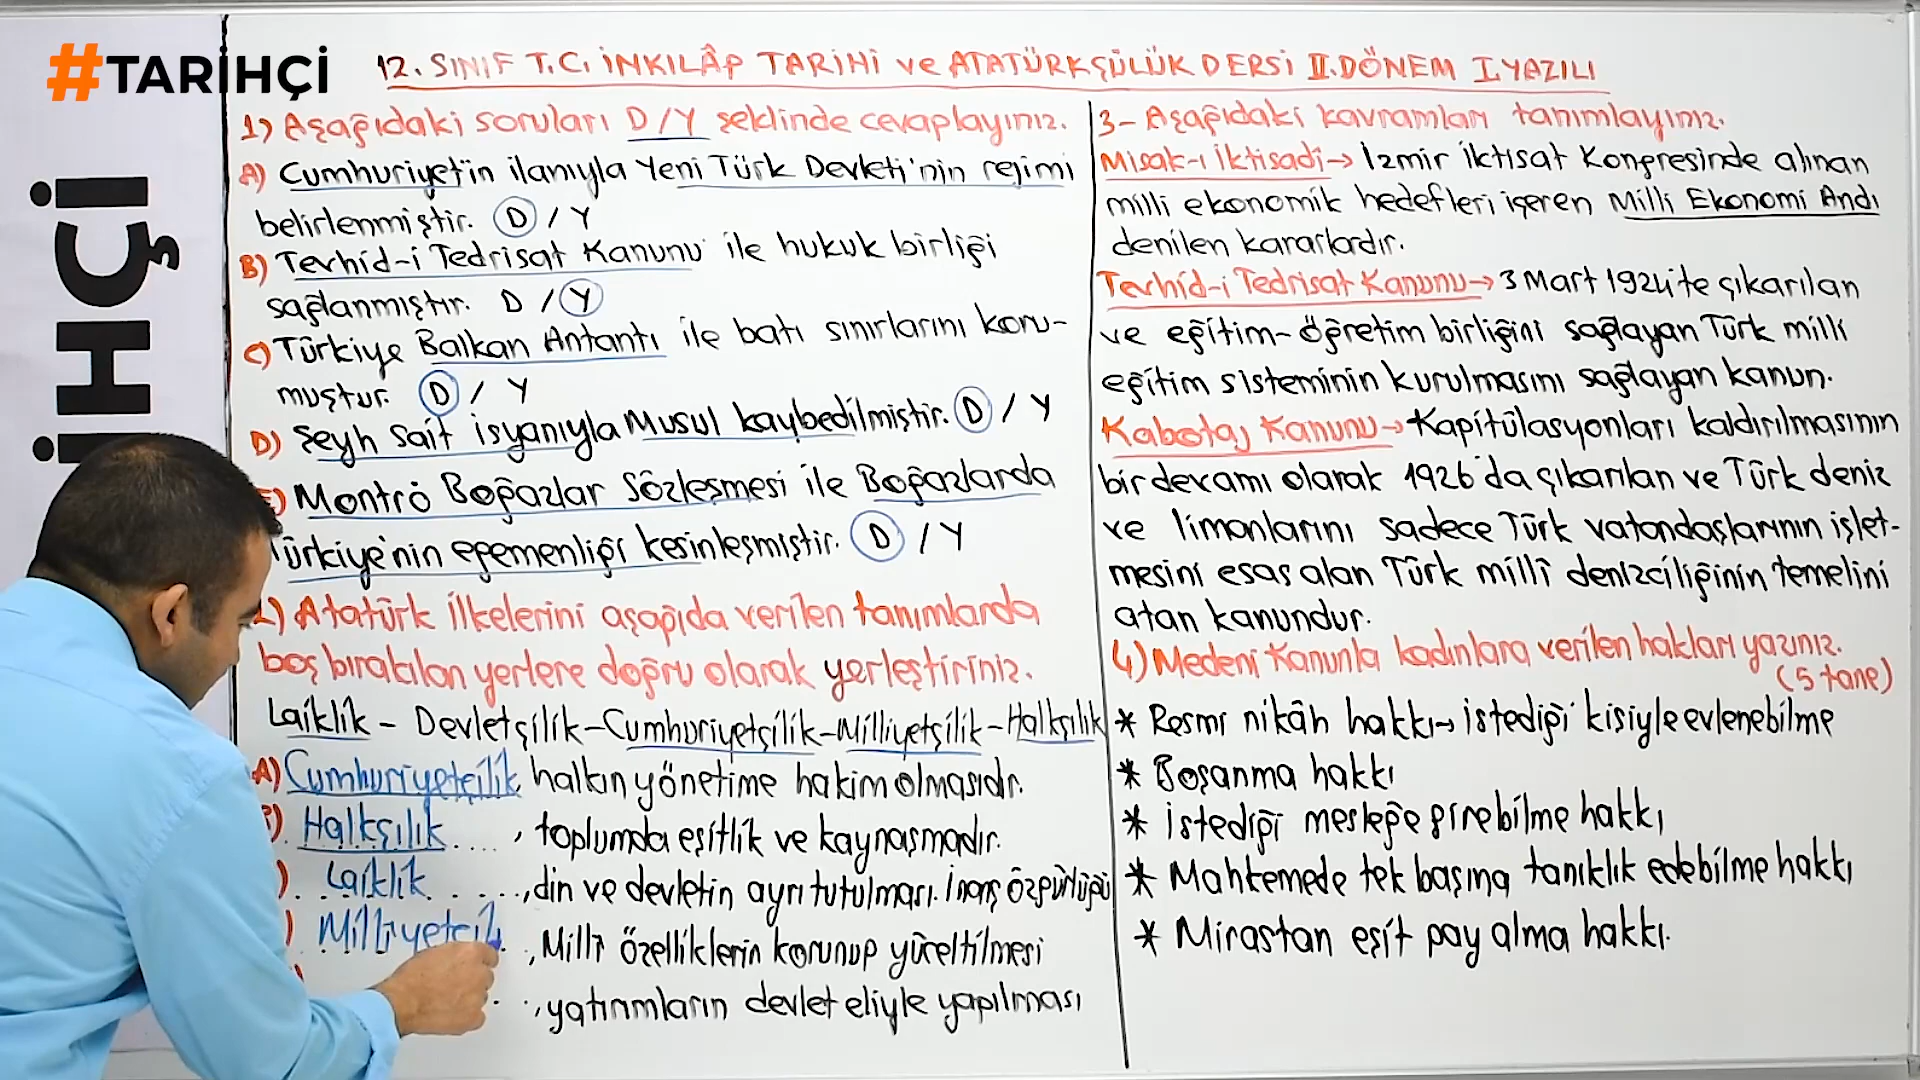 #TARİHÇİ
İHÇİ
12. SINIF T.C. İNKILÂP TARİHİ ve ATATÜRKÇÜLÜK DERSİ II. DÖNEM I. YAZILI
1) Aşağıdaki soruları D/Y şeklinde cevaplayınız.
A) Cumhuriyet'in ilanıyla Yeni Türk Devleti'nin rejimi
belirlenmiştir. D / Y
B) Tevhid-i Tedrisat Kanunu ile hukuk birliği
sağlanmıştır. D / Y
C) Türkiye Balkan Antantı ile batı sınırlarını koru-
muştur. D / Y
D) Şeyh Sait isyanıyla Musul kaybedilmiştir. D / Y
E) Montrö Boğazlar Sözleşmesi ile Boğazlarda
Türkiye'nin egemenliği kesinleşmiştir. D / Y
2) Atatürk ilkelerini aşağıda verilen tanımlarda
boş bırakılan yerlere doğru olarak yerleştiriniz.
Laiklik - Devletçilik - Cumhuriyetçilik - Milliyetçilik - Halkçılık
A) Cumhuriyetçilik, halkın yönetime hakim olmasıdır.
) Halkçılık ...., toplumda eşitlik ve kaynaşmadır.
) Laiklik ....., din ve devletin ayrı tutulması. İnanç özgürlüğü
) Milliyetçili , Millî özelliklerin korunup yüceltilmesi
.., yatırımların devlet eliyle yapılması
3- Aşağıdaki kavramları tanımlayınız.
Misak-ı İktisadî → İzmir İktisat Kongresinde alınan
milli ekonomik hedefleri içeren Milli Ekonomi Andı
denilen kararlardır.
Tevhid-i Tedrisat Kanunu → 3 Mart 1924'te çıkarılan
ve eğitim-öğretim birliğini sağlayan Türk milli
eğitim sisteminin kurulmasını sağlayan kanun.
Kabotaj Kanunu → Kapitülasyonları kaldırılmasının
bir devamı olarak 1926'da çıkarılan ve Türk deniz
ve limanlarını sadece Türk vatandaşlarının işlet-
mesini esas alan Türk millî denizciliğinin temelini
atan kanundur.
4) Medeni Kanunla kadınlara verilen hakları yazınız.
(5 tane)
* Resmi nikâh hakkı → istediği kişiyle evlenebilme
* Boşanma hakkı
* İstediği mesleğe girebilme hakkı
* Mahkemede tek başına tanıklık edebilme hakkı
* Mirastan eşit pay alma hakkı.